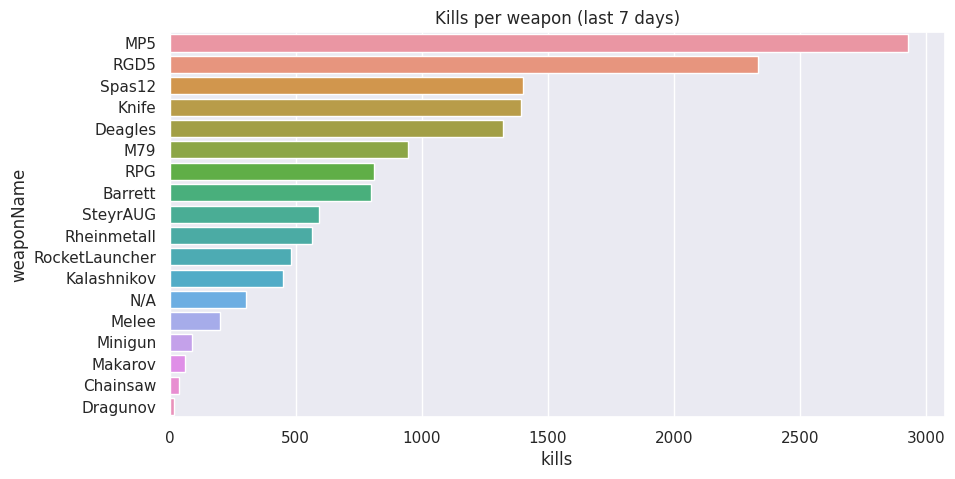 Kills per weapon (last 7 days)
weaponName
MP5
RGD5
Spas12
Knife
Deagles
M79
RPG
Barrett
SteyrAUG
Rheinmetall
RocketLauncher
Kalashnikov
N/A
Melee
Minigun
Makarov
Chainsaw
Dragunov
0 500 1000 1500 2000 2500 3000
kills